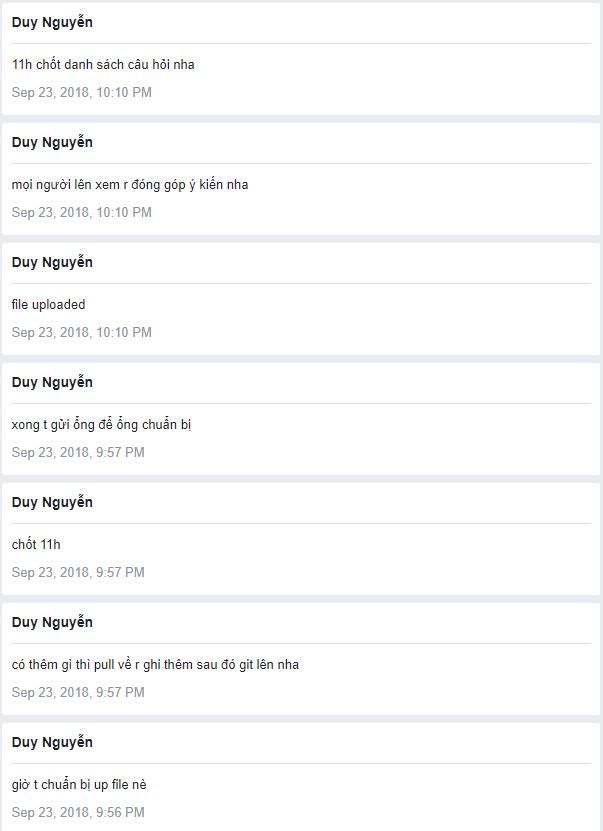 Duy Nguyễn
11h chốt danh sách câu hỏi nha
Sep 23, 2018, 10:10 PM
Duy Nguyễn
mọi người lên xem r đóng góp ý kiến nha
Sep 23, 2018, 10:10 PM
Duy Nguyễn
file uploaded
Sep 23, 2018, 10:10 PM
Duy Nguyễn
xong t gửi ổng để ổng chuẩn bị
Sep 23, 2018, 9:57 PM
Duy Nguyễn
chốt 11h
Sep 23, 2018, 9:57 PM
Duy Nguyễn
có thêm gì thì pull về r ghi thêm sau đó git lên nha
Sep 23, 2018, 9:57 PM
Duy Nguyễn
giờ t chuẩn bị up file nè
Sep 23, 2018, 9:56 PM